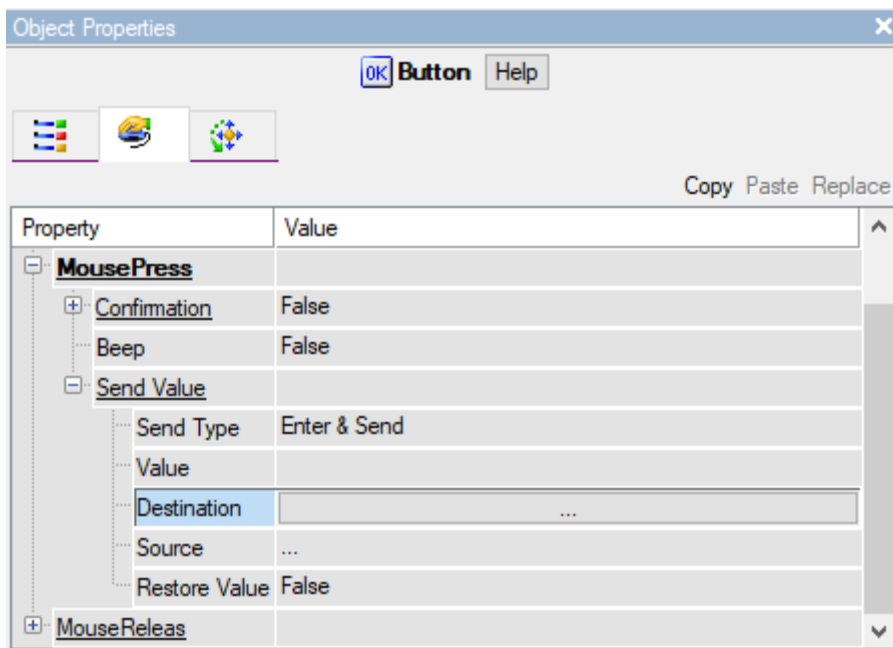 Object Properties
OK Button Help
Copy Paste Replace
Property Value
MousePress
Confirmation False
Beep False
Send Value
Send Type Enter & Send
Value
Destination ...
Source ...
Restore Value False
MouseReleas